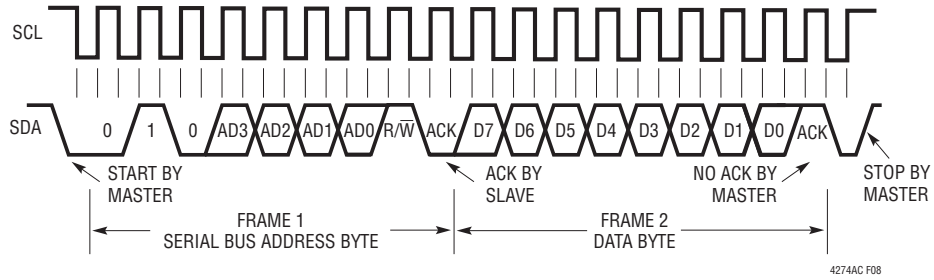 SCL
SDA
0 1 0 AD3 AD2 AD1 AD0 R/W̅ ACK D7 D6 D5 D4 D3 D2 D1 D0 ACK
START BY
MASTER
ACK BY
SLAVE
NO ACK BY
MASTER
STOP BY
MASTER
FRAME 1
SERIAL BUS ADDRESS BYTE
FRAME 2
DATA BYTE
4274AC F08